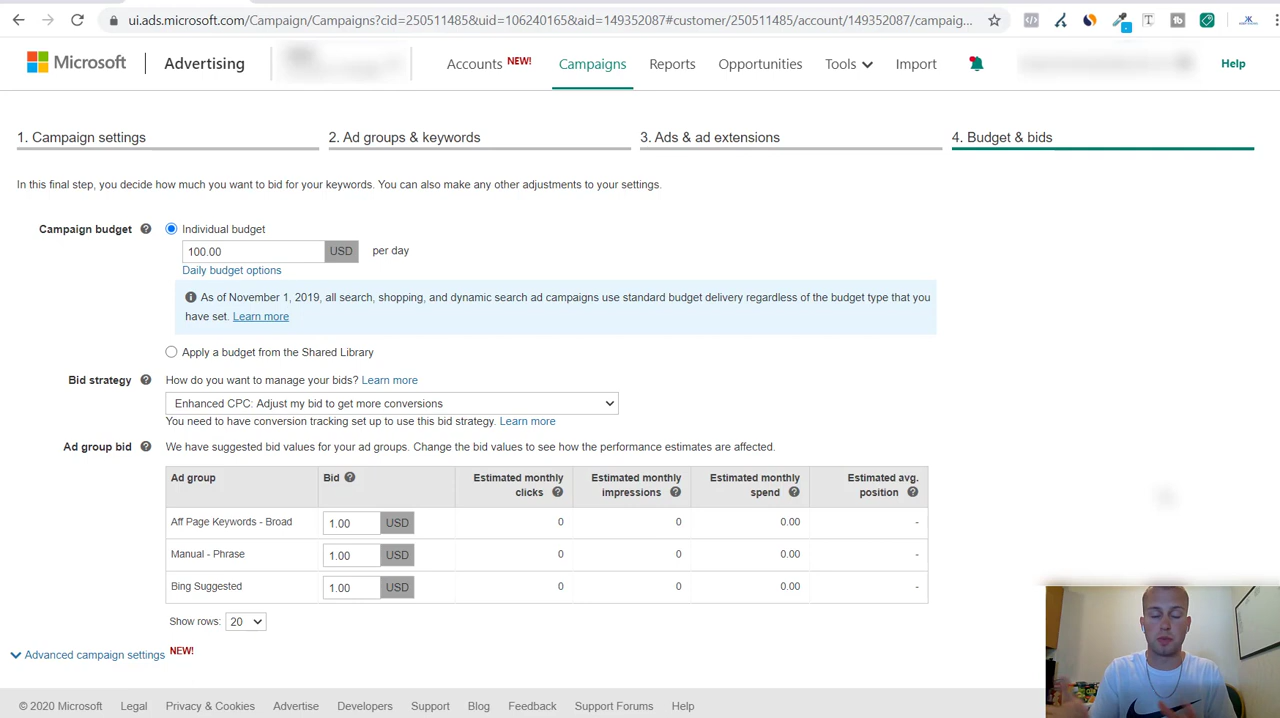 ui.ads.microsoft.com/Campaign/Campaigns?cid=250511485&uid=106240165&aid=149352087#customer/250511485/account/149352087/campaig...
Microsoft Advertising Accounts NEW! Campaigns Reports Opportunities Tools Import Help
1. Campaign settings 2. Ad groups & keywords 3. Ads & ad extensions 4. Budget & bids
In this final step, you decide how much you want to bid for your keywords. You can also make any other adjustments to your settings.
Campaign budget Individual budget
100.00 USD per day
Daily budget options
As of November 1, 2019, all search, shopping, and dynamic search ad campaigns use standard budget delivery regardless of the budget type that you
have set. Learn more
Apply a budget from the Shared Library
Bid strategy How do you want to manage your bids? Learn more
Enhanced CPC: Adjust my bid to get more conversions
You need to have conversion tracking set up to use this bid strategy. Learn more
Ad group bid We have suggested bid values for your ad groups. Change the bid values to see how the performance estimates are affected.
Ad group Bid Estimated monthly clicks Estimated monthly impressions Estimated monthly spend Estimated avg. position
Aff Page Keywords - Broad 1.00 USD 0 0 0.00 -
Manual - Phrase 1.00 USD 0 0 0.00 -
Bing Suggested 1.00 USD 0 0 0.00 -
Show rows: 20
Advanced campaign settings NEW!
© 2020 Microsoft Legal Privacy & Cookies Advertise Developers Support Blog Feedback Support Forums Help